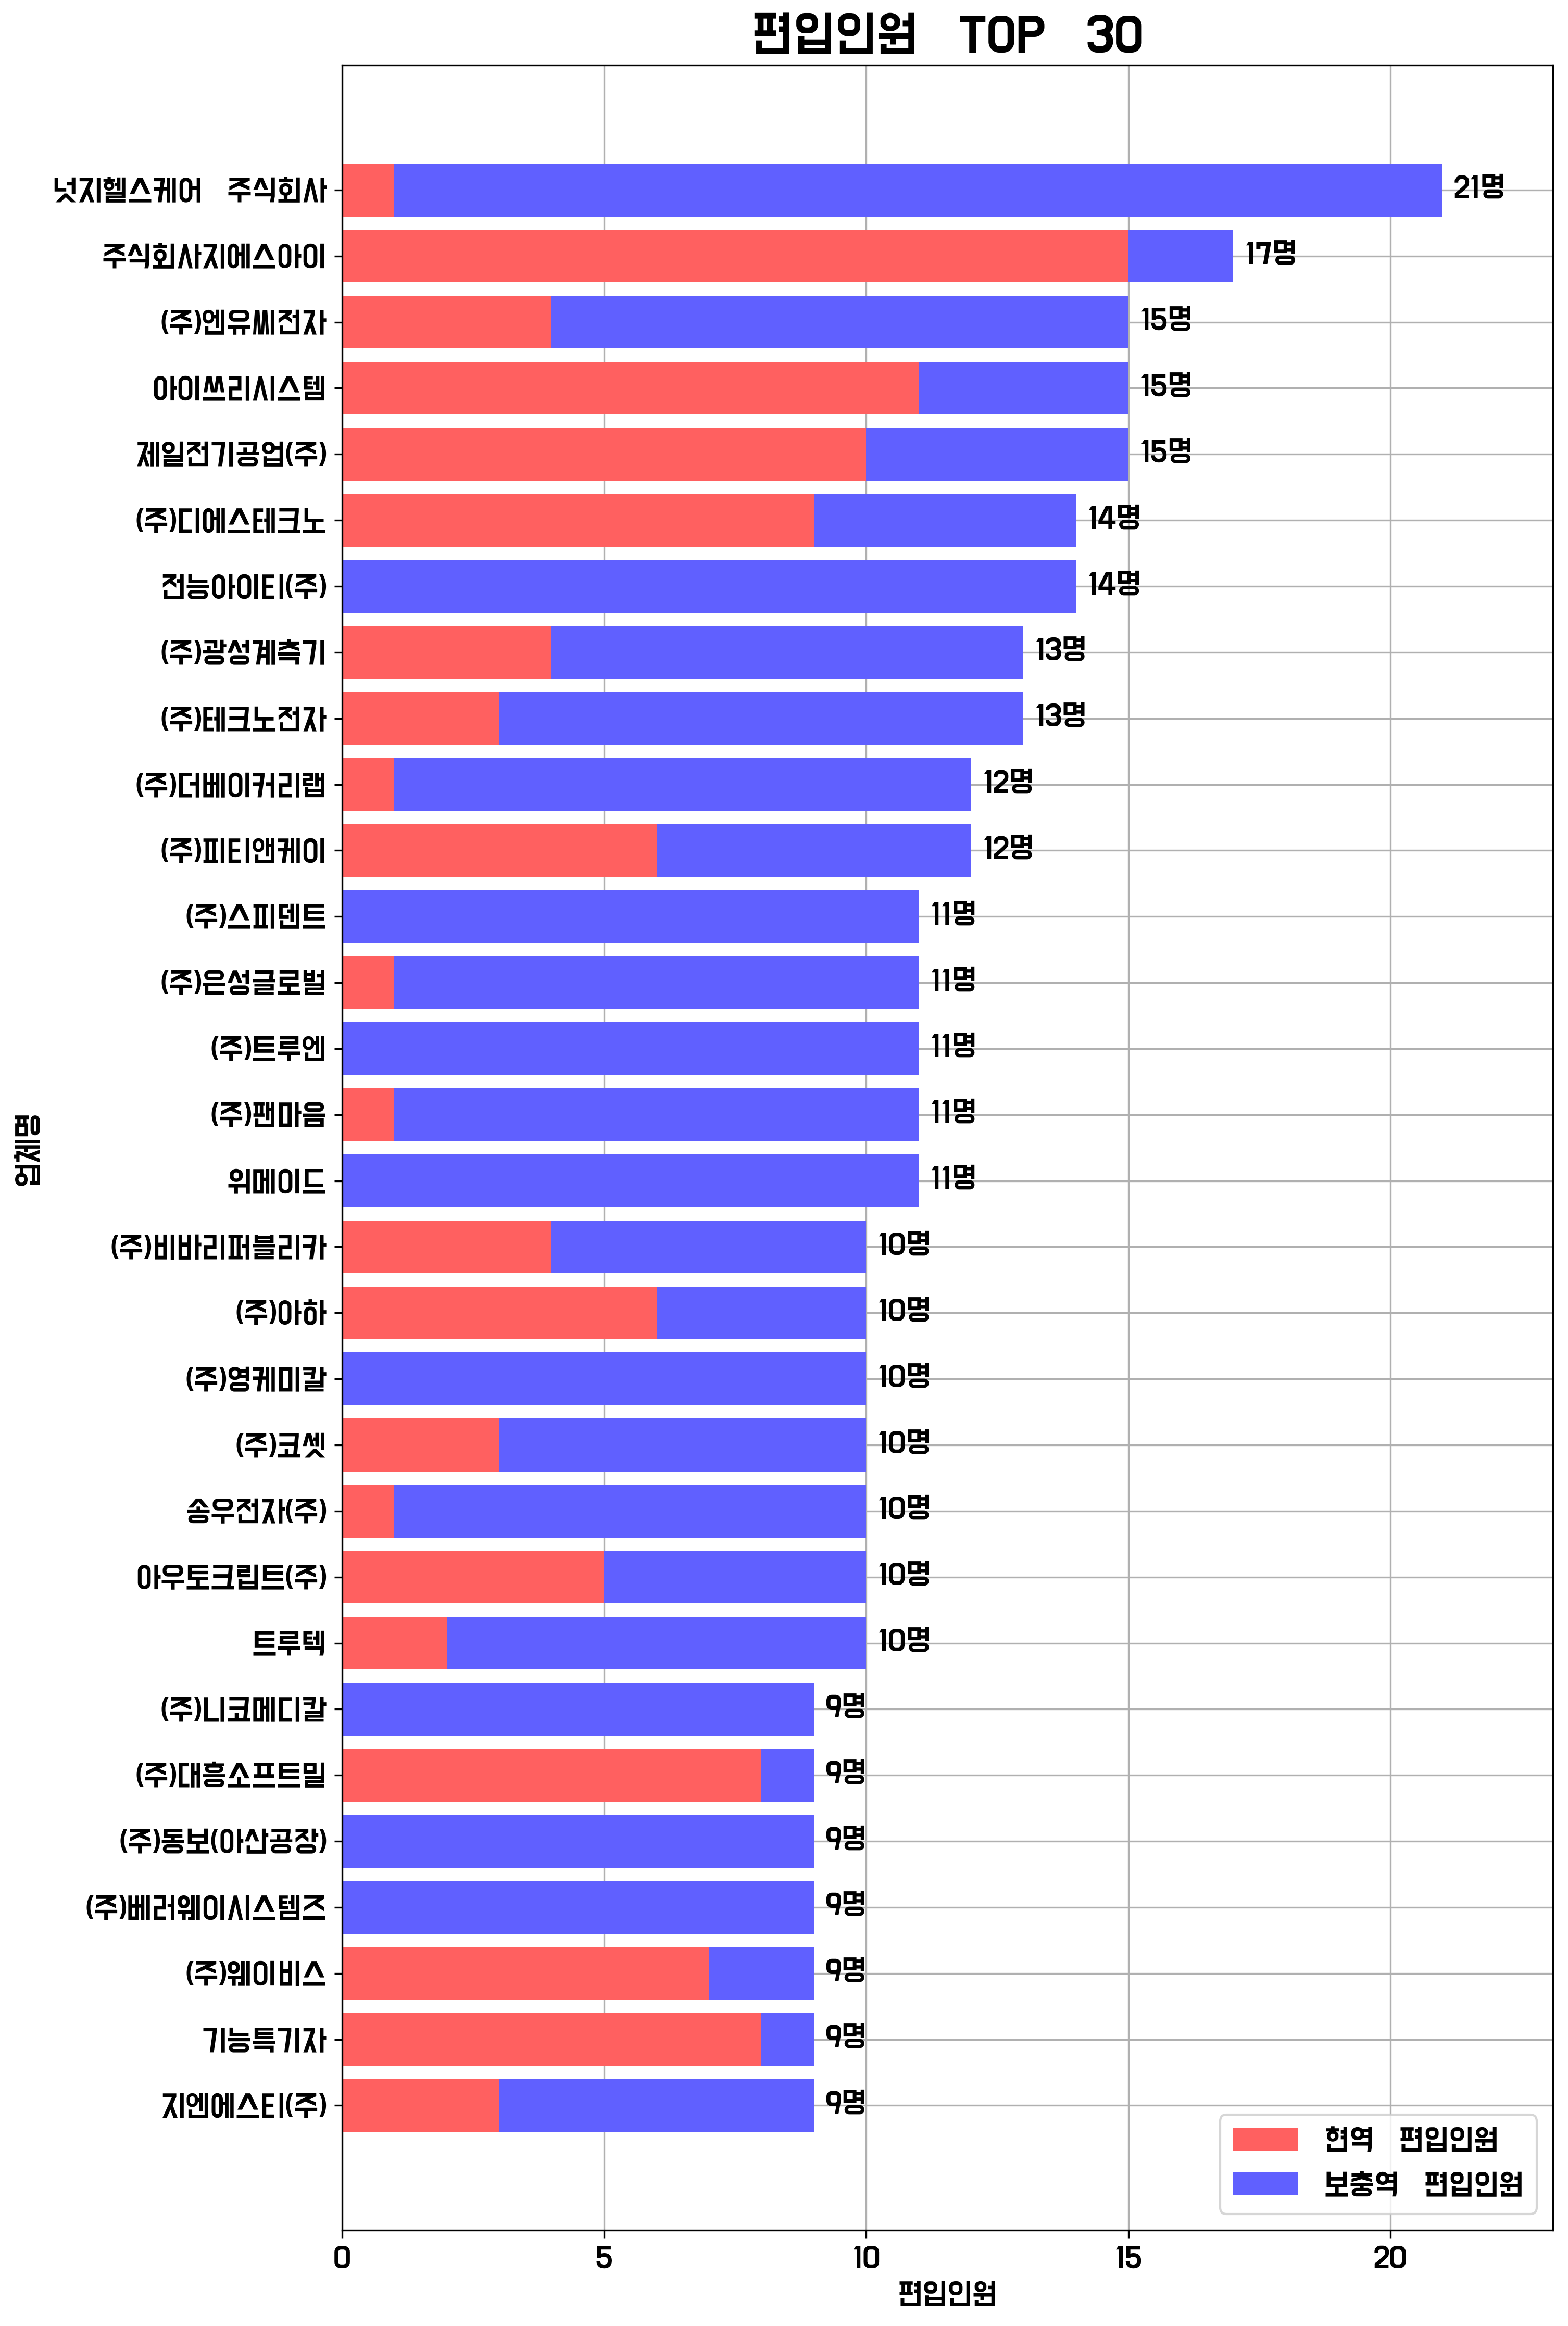 편입인원 TOP 30
넛지헬스케어 주식회사 21명
주식회사지에스아이 17명
(주)엔유씨전자 15명
아이쓰리시스템 15명
제일전기공업(주) 15명
(주)디에스테크노 14명
전능아이티(주) 14명
(주)광성계측기 13명
(주)테크노전자 13명
(주)더베이커리랩 12명
(주)피티앤케이 12명
(주)스피덴트 11명
(주)은성글로벌 11명
(주)트루엔 11명
(주)팬마음 11명
위메이드 11명
(주)비바리퍼블리카 10명
(주)아하 10명
(주)영케미칼 10명
(주)코셋 10명
송우전자(주) 10명
아우토크립트(주) 10명
트루텍 10명
(주)니코메디칼 9명
(주)대흥소프트밀 9명
(주)동보(아산공장) 9명
(주)베러웨이시스템즈 9명
(주)웨이비스 9명
기능특기자 9명
지엔에스티(주) 9명
업체명
현역 편입인원
보충역 편입인원
0 5 10 15 20
편입인원